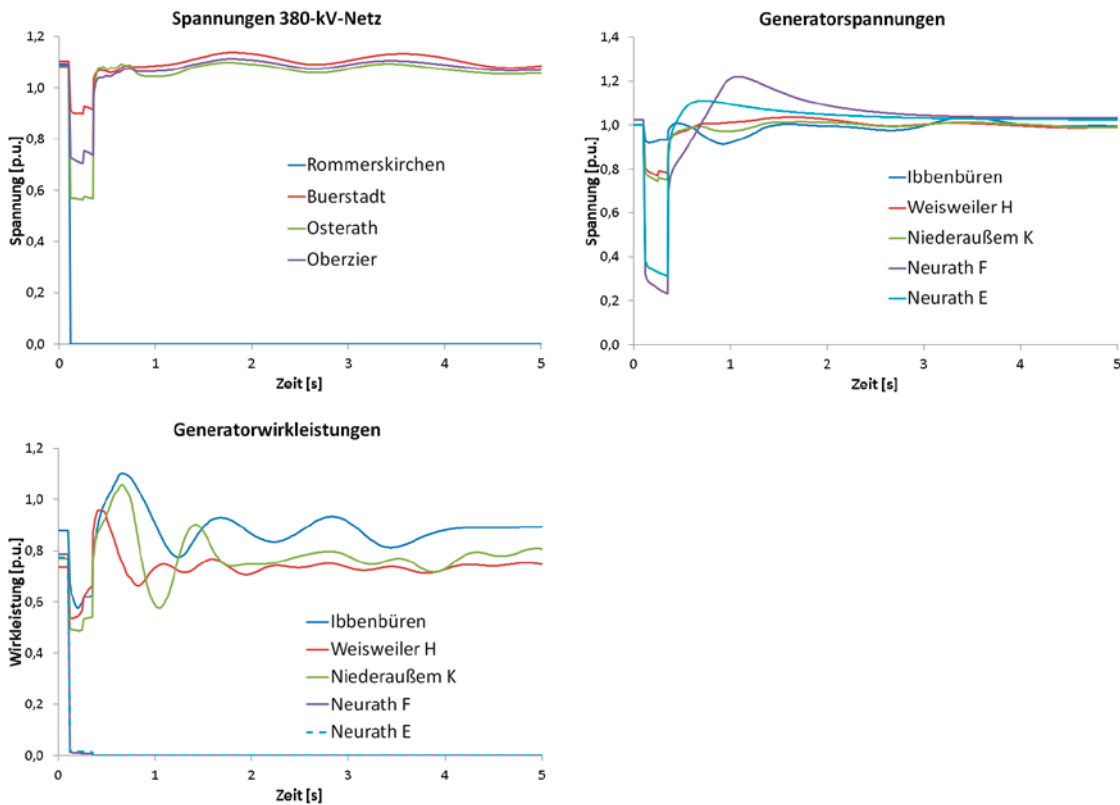 Spannungen 380-kV-Netz
Spannung [p.u.]
1,2
1,0
0,8
0,6
0,4
0,2
0,0
Rommerskirchen
Buerstadt
Osterath
Oberzier
0 1 2 3 4 5
Zeit [s]
Generatorspannungen
Spannung [p.u.]
1,4
1,2
1,0
0,8
0,6
0,4
0,2
0,0
Ibbenbüren
Weisweiler H
Niederaußem K
Neurath F
Neurath E
0 1 2 3 4 5
Zeit [s]
Generatorwirkleistungen
Wirkleistung [p.u.]
1,2
1,0
0,8
0,6
0,4
0,2
0,0
Ibbenbüren
Weisweiler H
Niederaußem K
Neurath F
Neurath E
0 1 2 3 4 5
Zeit [s]